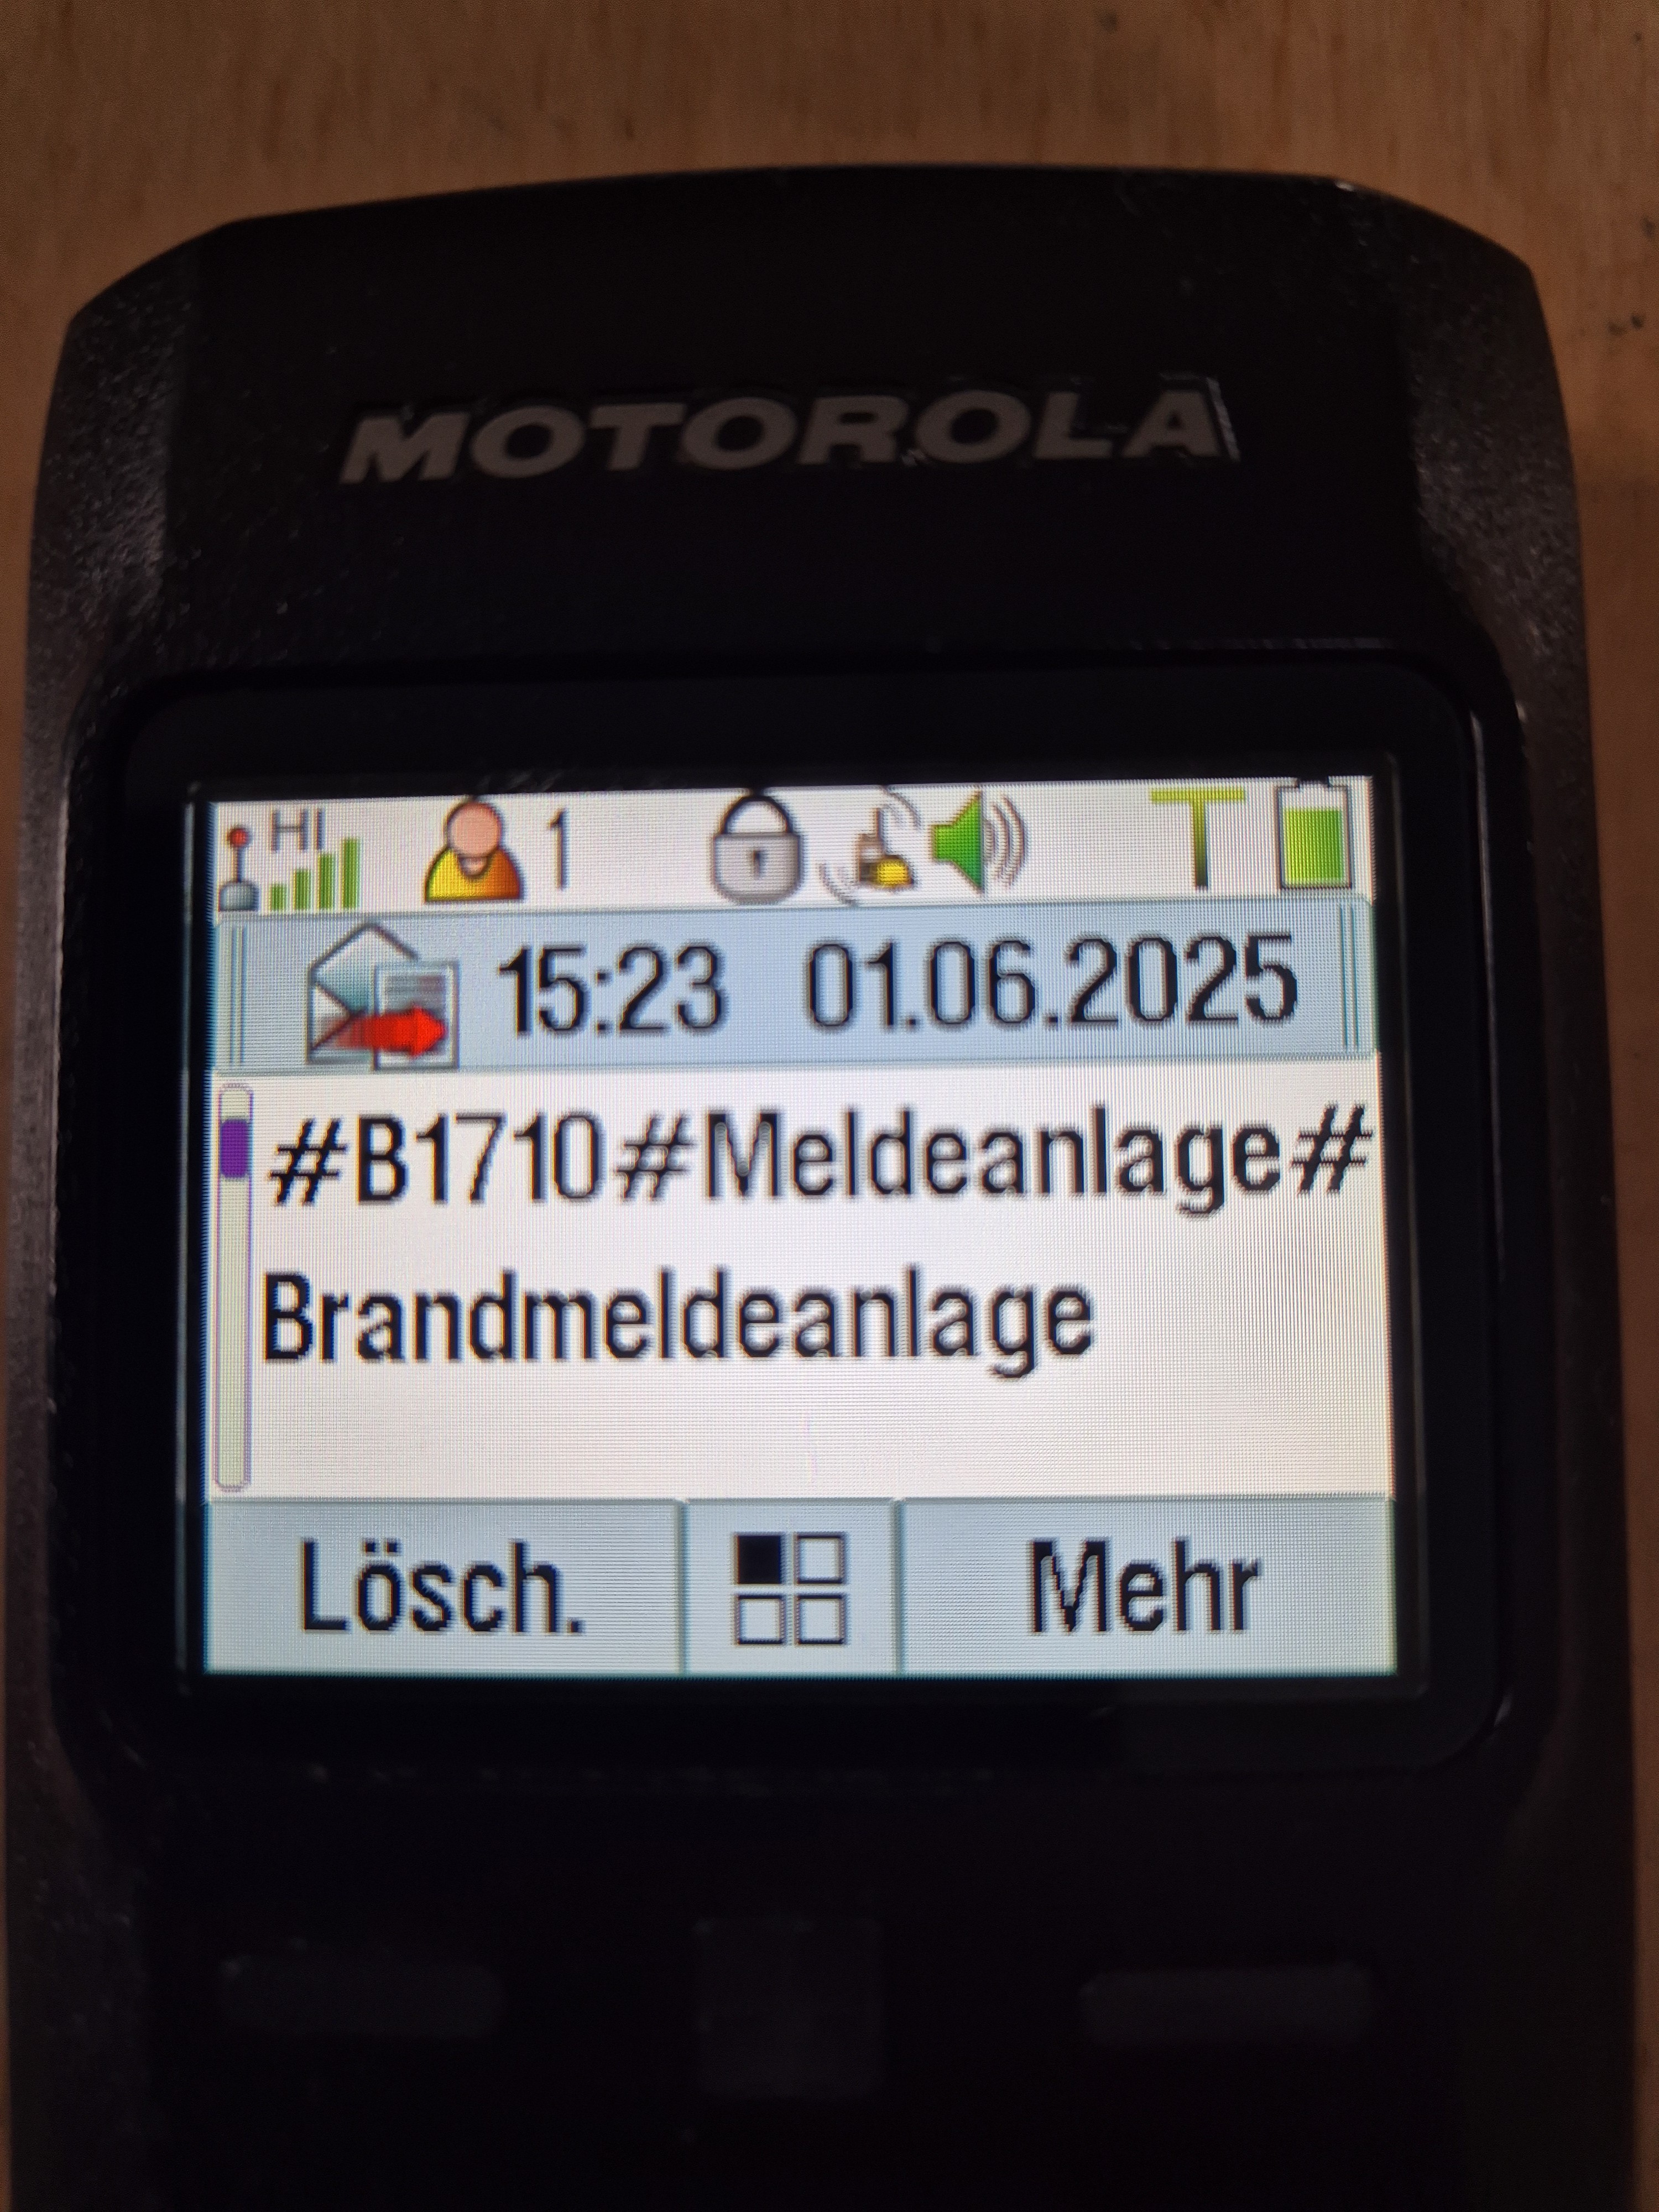 MOTOROLA
HI 1 T
15:23 01.06.2025
#B1710#Meldeanlage#
Brandmeldeanlage
Lösch. Mehr